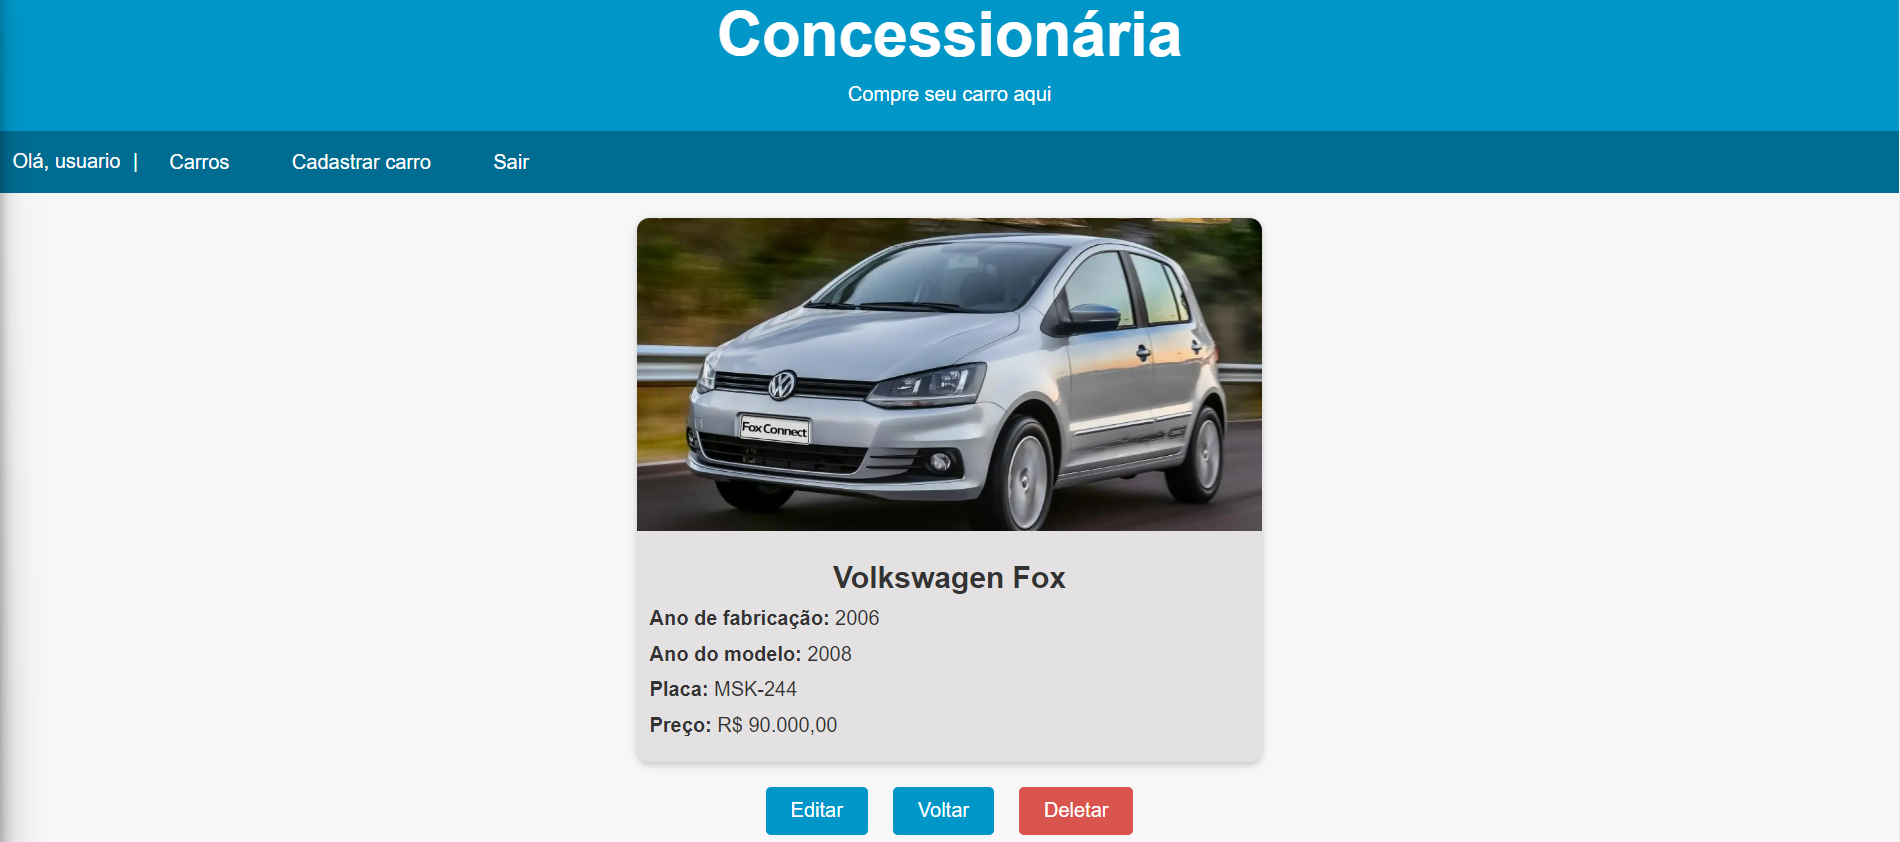 Concessionária
Compre seu carro aqui
Olá, usuario | Carros Cadastrar carro Sair
Fox Connect
Volkswagen Fox
Ano de fabricação: 2006
Ano do modelo: 2008
Placa: MSK-244
Preço: R$ 90.000,00
Editar Voltar Deletar